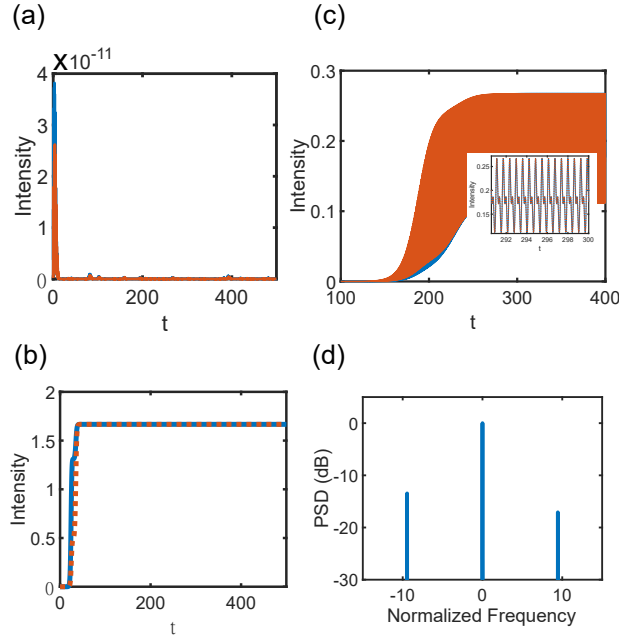 (a)
×10-11
4
3
2
1
0
0
200
400
Intensity
t
(c)
0.3
0.2
0.1
0
100
200
300
400
Intensity
t
0.25
0.2
0.15
292
294
296
298
300
Intensity
t
(b)
2
1.5
1
0.5
0
0
200
400
Intensity
t
(d)
0
-10
-20
-30
-10
0
10
PSD (dB)
Normalized Frequency